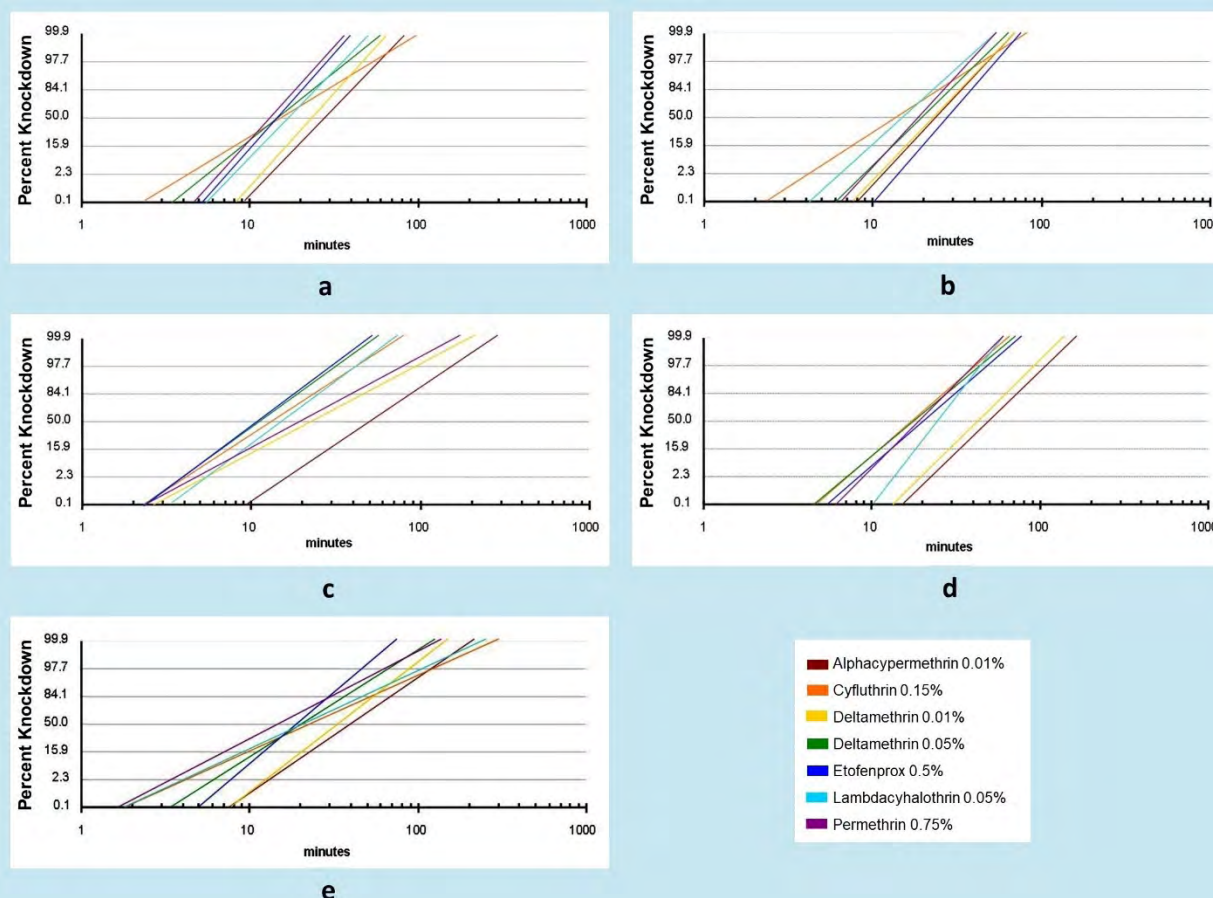 Percent Knockdown
99.9
97.7
84.1
50.0
15.9
2.3
0.1
1 10 100 1000
minutes
a
Percent Knockdown
99.9
97.7
84.1
50.0
15.9
2.3
0.1
1 10 100 100
minutes
b
Percent Knockdown
99.9
97.7
84.1
50.0
15.9
2.3
0.1
1 10 100 1000
minutes
c
Percent Knockdown
99.9
97.7
84.1
50.0
15.9
2.3
0.1
1 10 100 100
minutes
d
Percent Knockdown
99.9
97.7
84.1
50.0
15.9
2.3
0.1
1 10 100 1000
minutes
e
Alphacypermethrin 0.01%
Cyfluthrin 0.15%
Deltamethrin 0.01%
Deltamethrin 0.05%
Etofenprox 0.5%
Lambdacyhalothrin 0.05%
Permethrin 0.75%